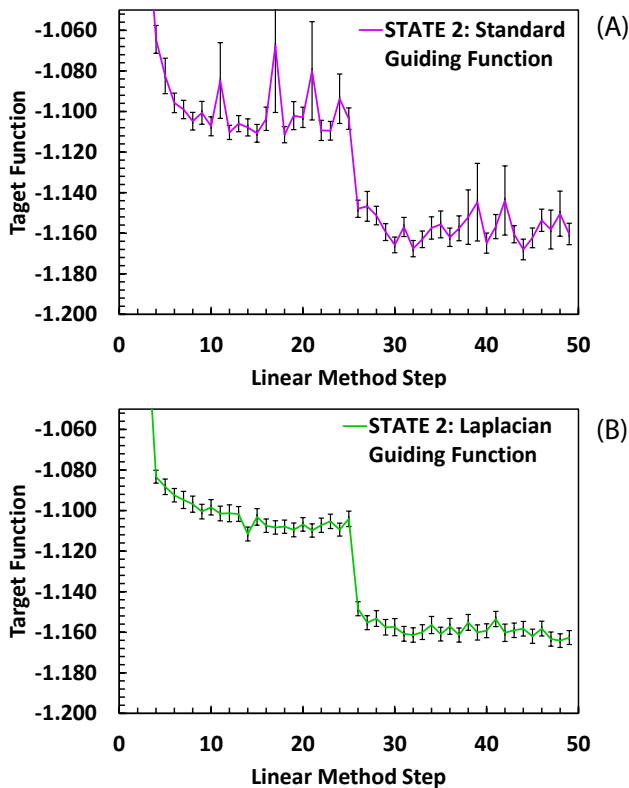 (A)
STATE 2: Standard
Guiding Function
Taget Function
-1.060
-1.080
-1.100
-1.120
-1.140
-1.160
-1.180
-1.200
0 10 20 30 40 50
Linear Method Step
(B)
STATE 2: Laplacian
Guiding Function
Target Function
-1.060
-1.080
-1.100
-1.120
-1.140
-1.160
-1.180
-1.200
0 10 20 30 40 50
Linear Method Step